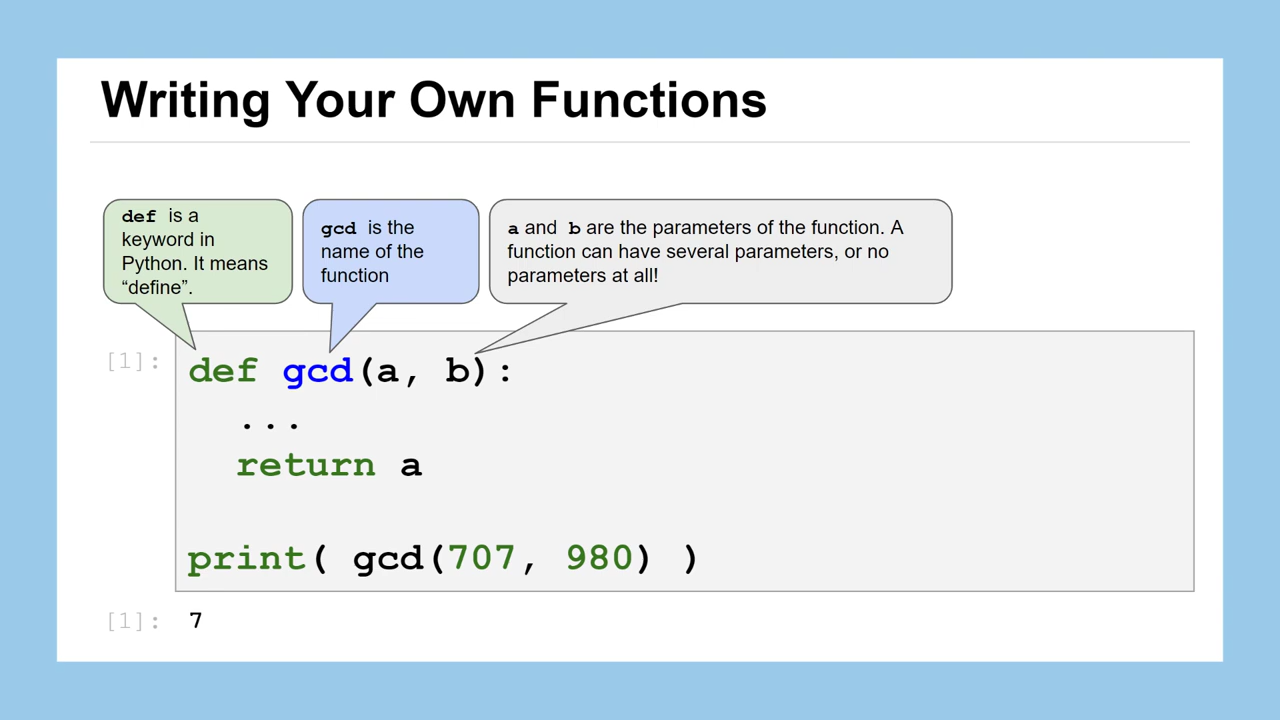 Writing Your Own Functions
def is a
keyword in
Python. It means
“define”.
gcd is the
name of the
function
a and b are the parameters of the function. A
function can have several parameters, or no
parameters at all!
[1]:
def gcd(a, b):
...
return a
print( gcd(707, 980) )
[1]: 7